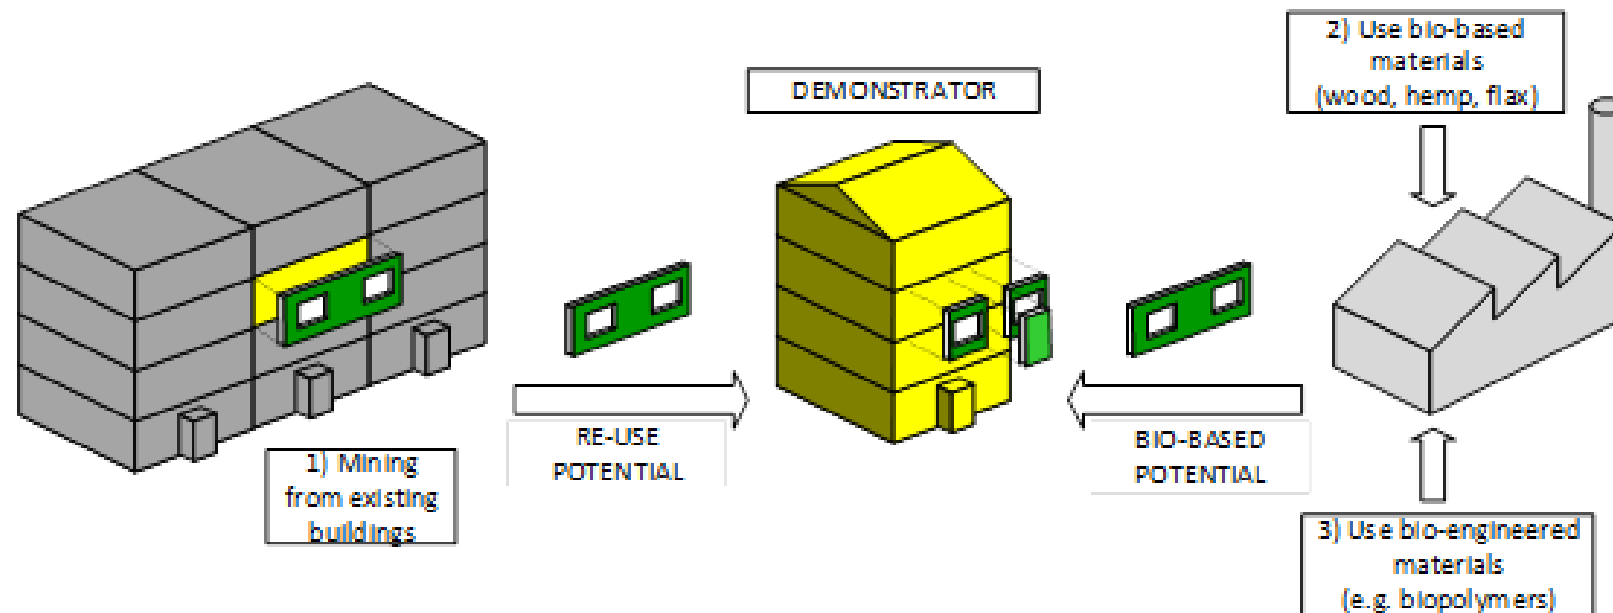 2) Use bio-based
materials
(wood, hemp, flax)
DEMONSTRATOR
RE-USE
POTENTIAL
BIO-BASED
POTENTIAL
1) Mining
from existing
buildings
3) Use bio-engineered
materials
(e.g. biopolymers)